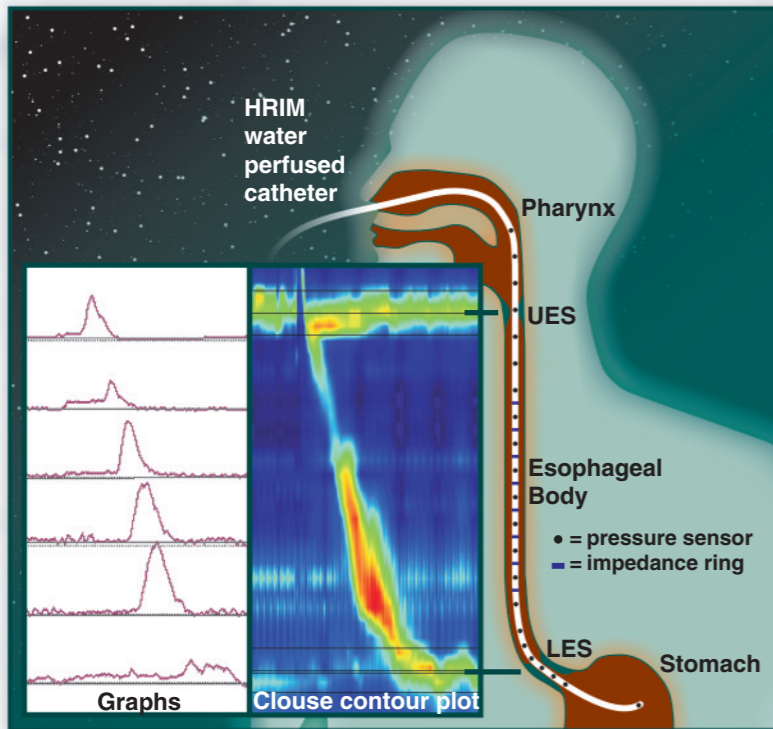 HRIM
water
perfused
catheter
Pharynx
UES
Esophageal
Body
• = pressure sensor
= impedance ring
LES
Stomach
Graphs
Clouse contour plot